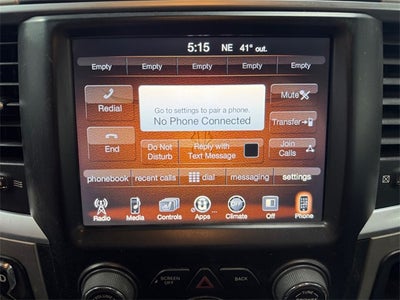 5:15 NE 41° out.
Empty Empty Empty Empty Empty
Redial
Go to settings to pair a phone.
No Phone Connected
Mute
Transfer
End
Do Not
Disturb
Reply with
Text Message
Join
Calls
phonebook recent calls dial messaging settings
Radio Media Controls Apps Climate Off Phone
SCREEN
OFF
BACK